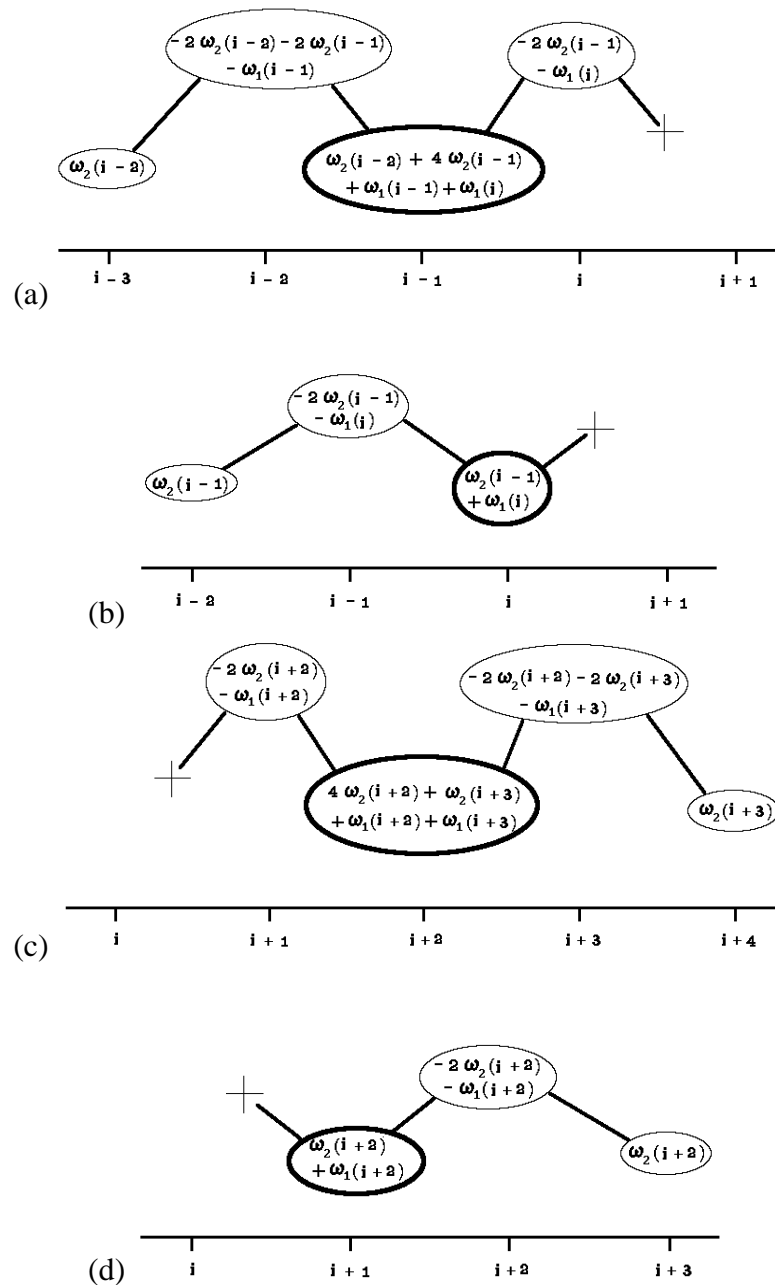 - 2 ω₂(i - 2) - 2 ω₂(i - 1)
- ω₁(i - 1)
- 2 ω₂(i - 1)
- ω₁(i)
ω₂(i - 2)
ω₂(i - 2) + 4 ω₂(i - 1)
+ ω₁(i - 1) + ω₁(i)
i - 3 i - 2 i - 1 i i + 1
(a)
- 2 ω₂(i - 1)
- ω₁(i)
ω₂(i - 1)
ω₂(i - 1)
+ ω₁(i)
i - 2 i - 1 i i + 1
(b)
- 2 ω₂(i + 2)
- ω₁(i + 2)
- 2 ω₂(i + 2) - 2 ω₂(i + 3)
- ω₁(i + 3)
4 ω₂(i + 2) + ω₂(i + 3)
+ ω₁(i + 2) + ω₁(i + 3)
ω₂(i + 3)
i i + 1 i + 2 i + 3 i + 4
(c)
- 2 ω₂(i + 2)
- ω₁(i + 2)
ω₂(i + 2)
+ ω₁(i + 2)
ω₂(i + 2)
i i + 1 i + 2 i + 3
(d)